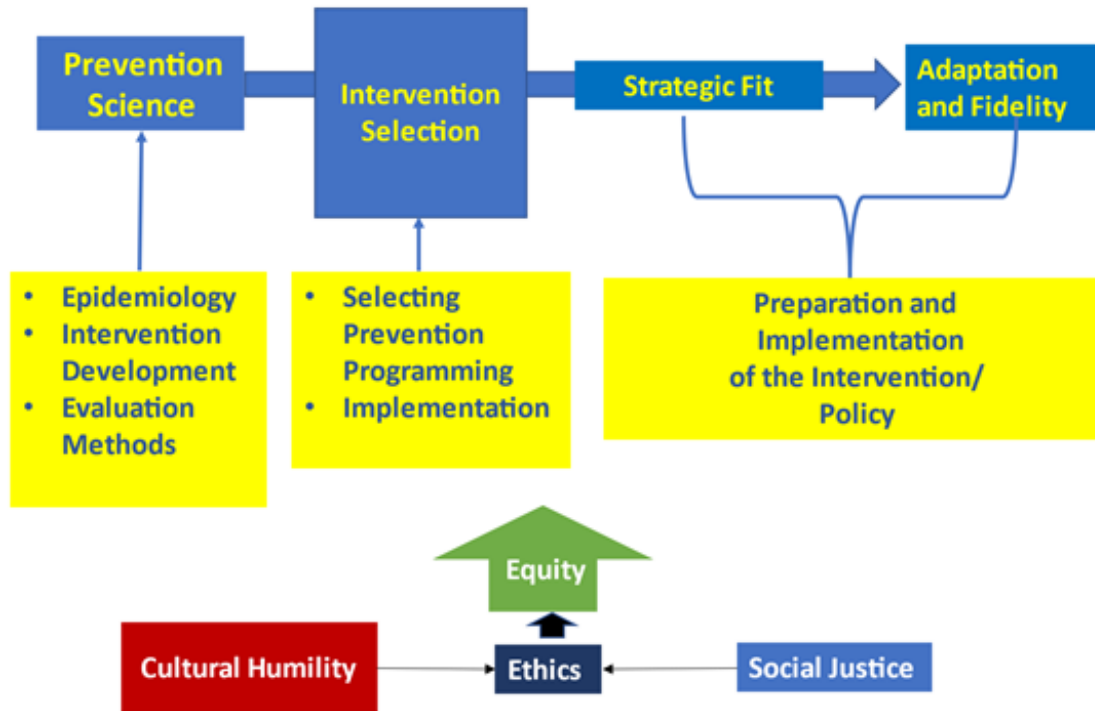 Prevention
Science
Intervention
Selection
Strategic Fit
Adaptation
and Fidelity
• Epidemiology
• Intervention
Development
• Evaluation
Methods
• Selecting
Prevention
Programming
• Implementation
Preparation and
Implementation
of the Intervention/
Policy
Equity
Cultural Humility
Ethics
Social Justice